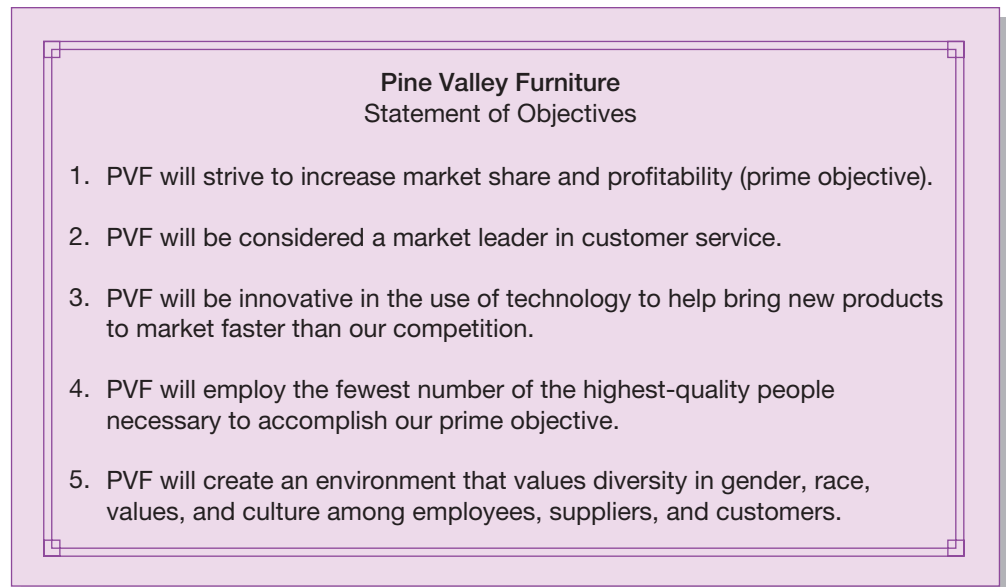 Pine Valley Furniture
Statement of Objectives
1. PVF will strive to increase market share and profitability (prime objective).
2. PVF will be considered a market leader in customer service.
3. PVF will be innovative in the use of technology to help bring new products
to market faster than our competition.
4. PVF will employ the fewest number of the highest-quality people
necessary to accomplish our prime objective.
5. PVF will create an environment that values diversity in gender, race,
values, and culture among employees, suppliers, and customers.